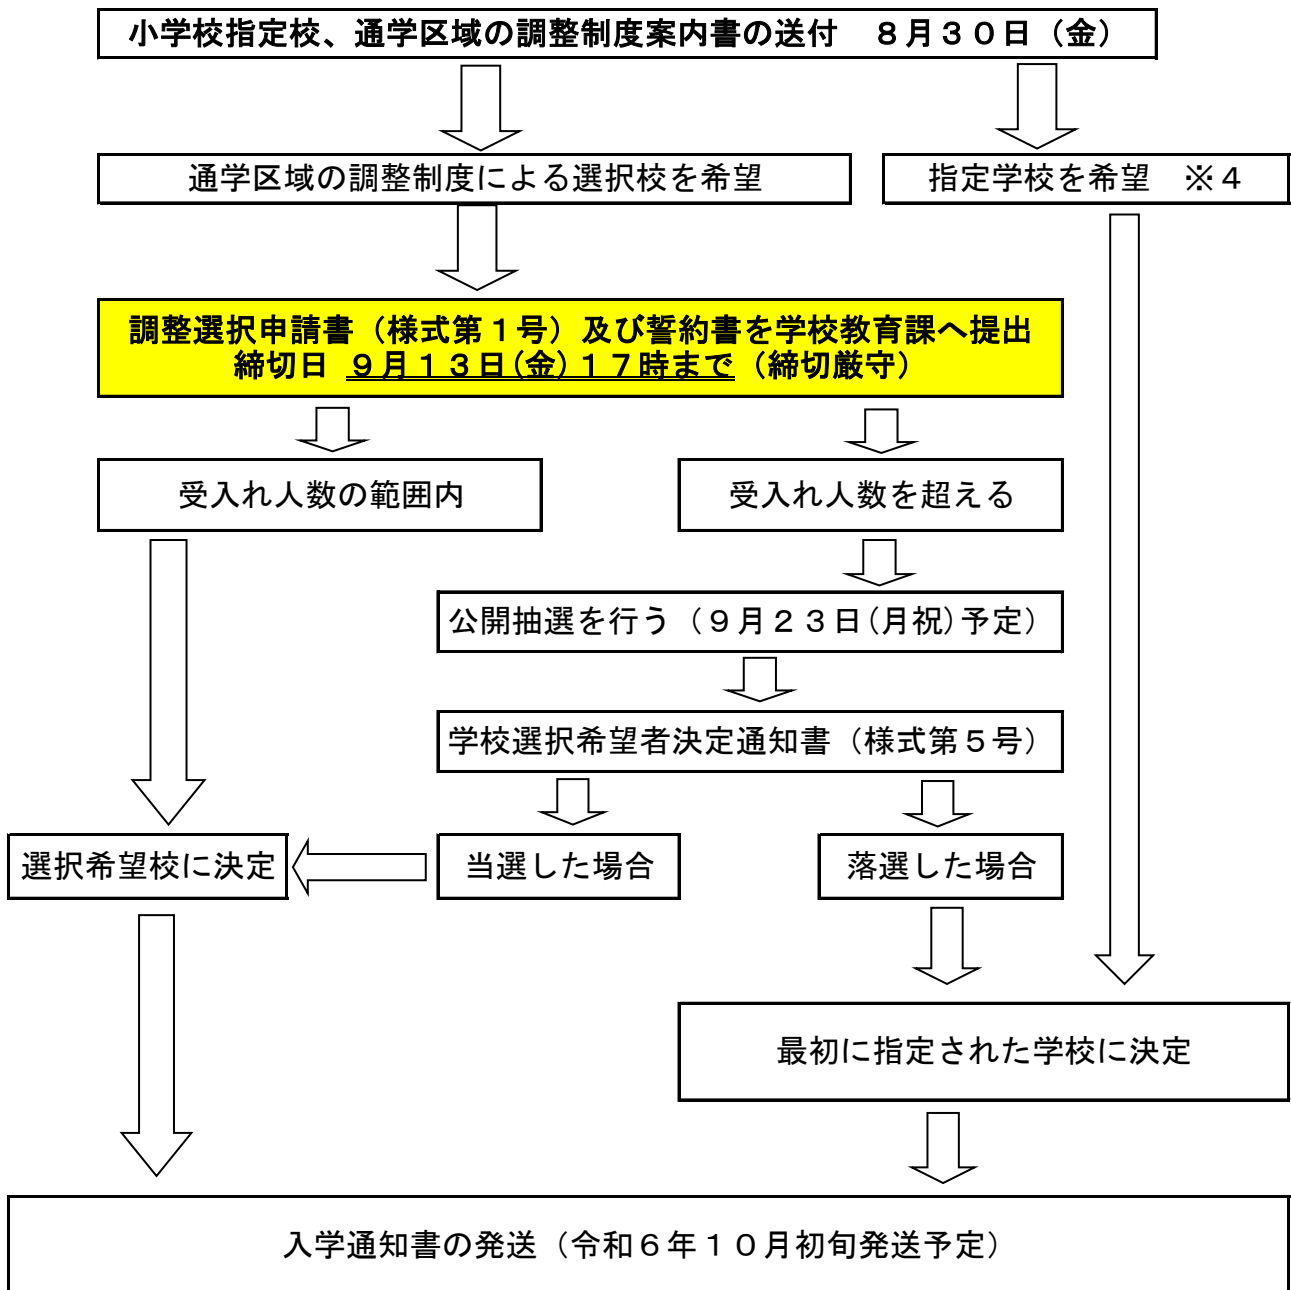 小学校指定校、通学区域の調整制度案内書の送付　８月３０日（金）
通学区域の調整制度による選択校を希望
指定学校を希望　※４
調整選択申請書（様式第１号）及び誓約書を学校教育課へ提出
締切日 ９月１３日(金)１７時まで（締切厳守）
受入れ人数の範囲内
受入れ人数を超える
公開抽選を行う（９月２３日(月祝)予定）
学校選択希望者決定通知書（様式第５号）
選択希望校に決定
当選した場合
落選した場合
最初に指定された学校に決定
入学通知書の発送（令和６年１０月初旬発送予定）